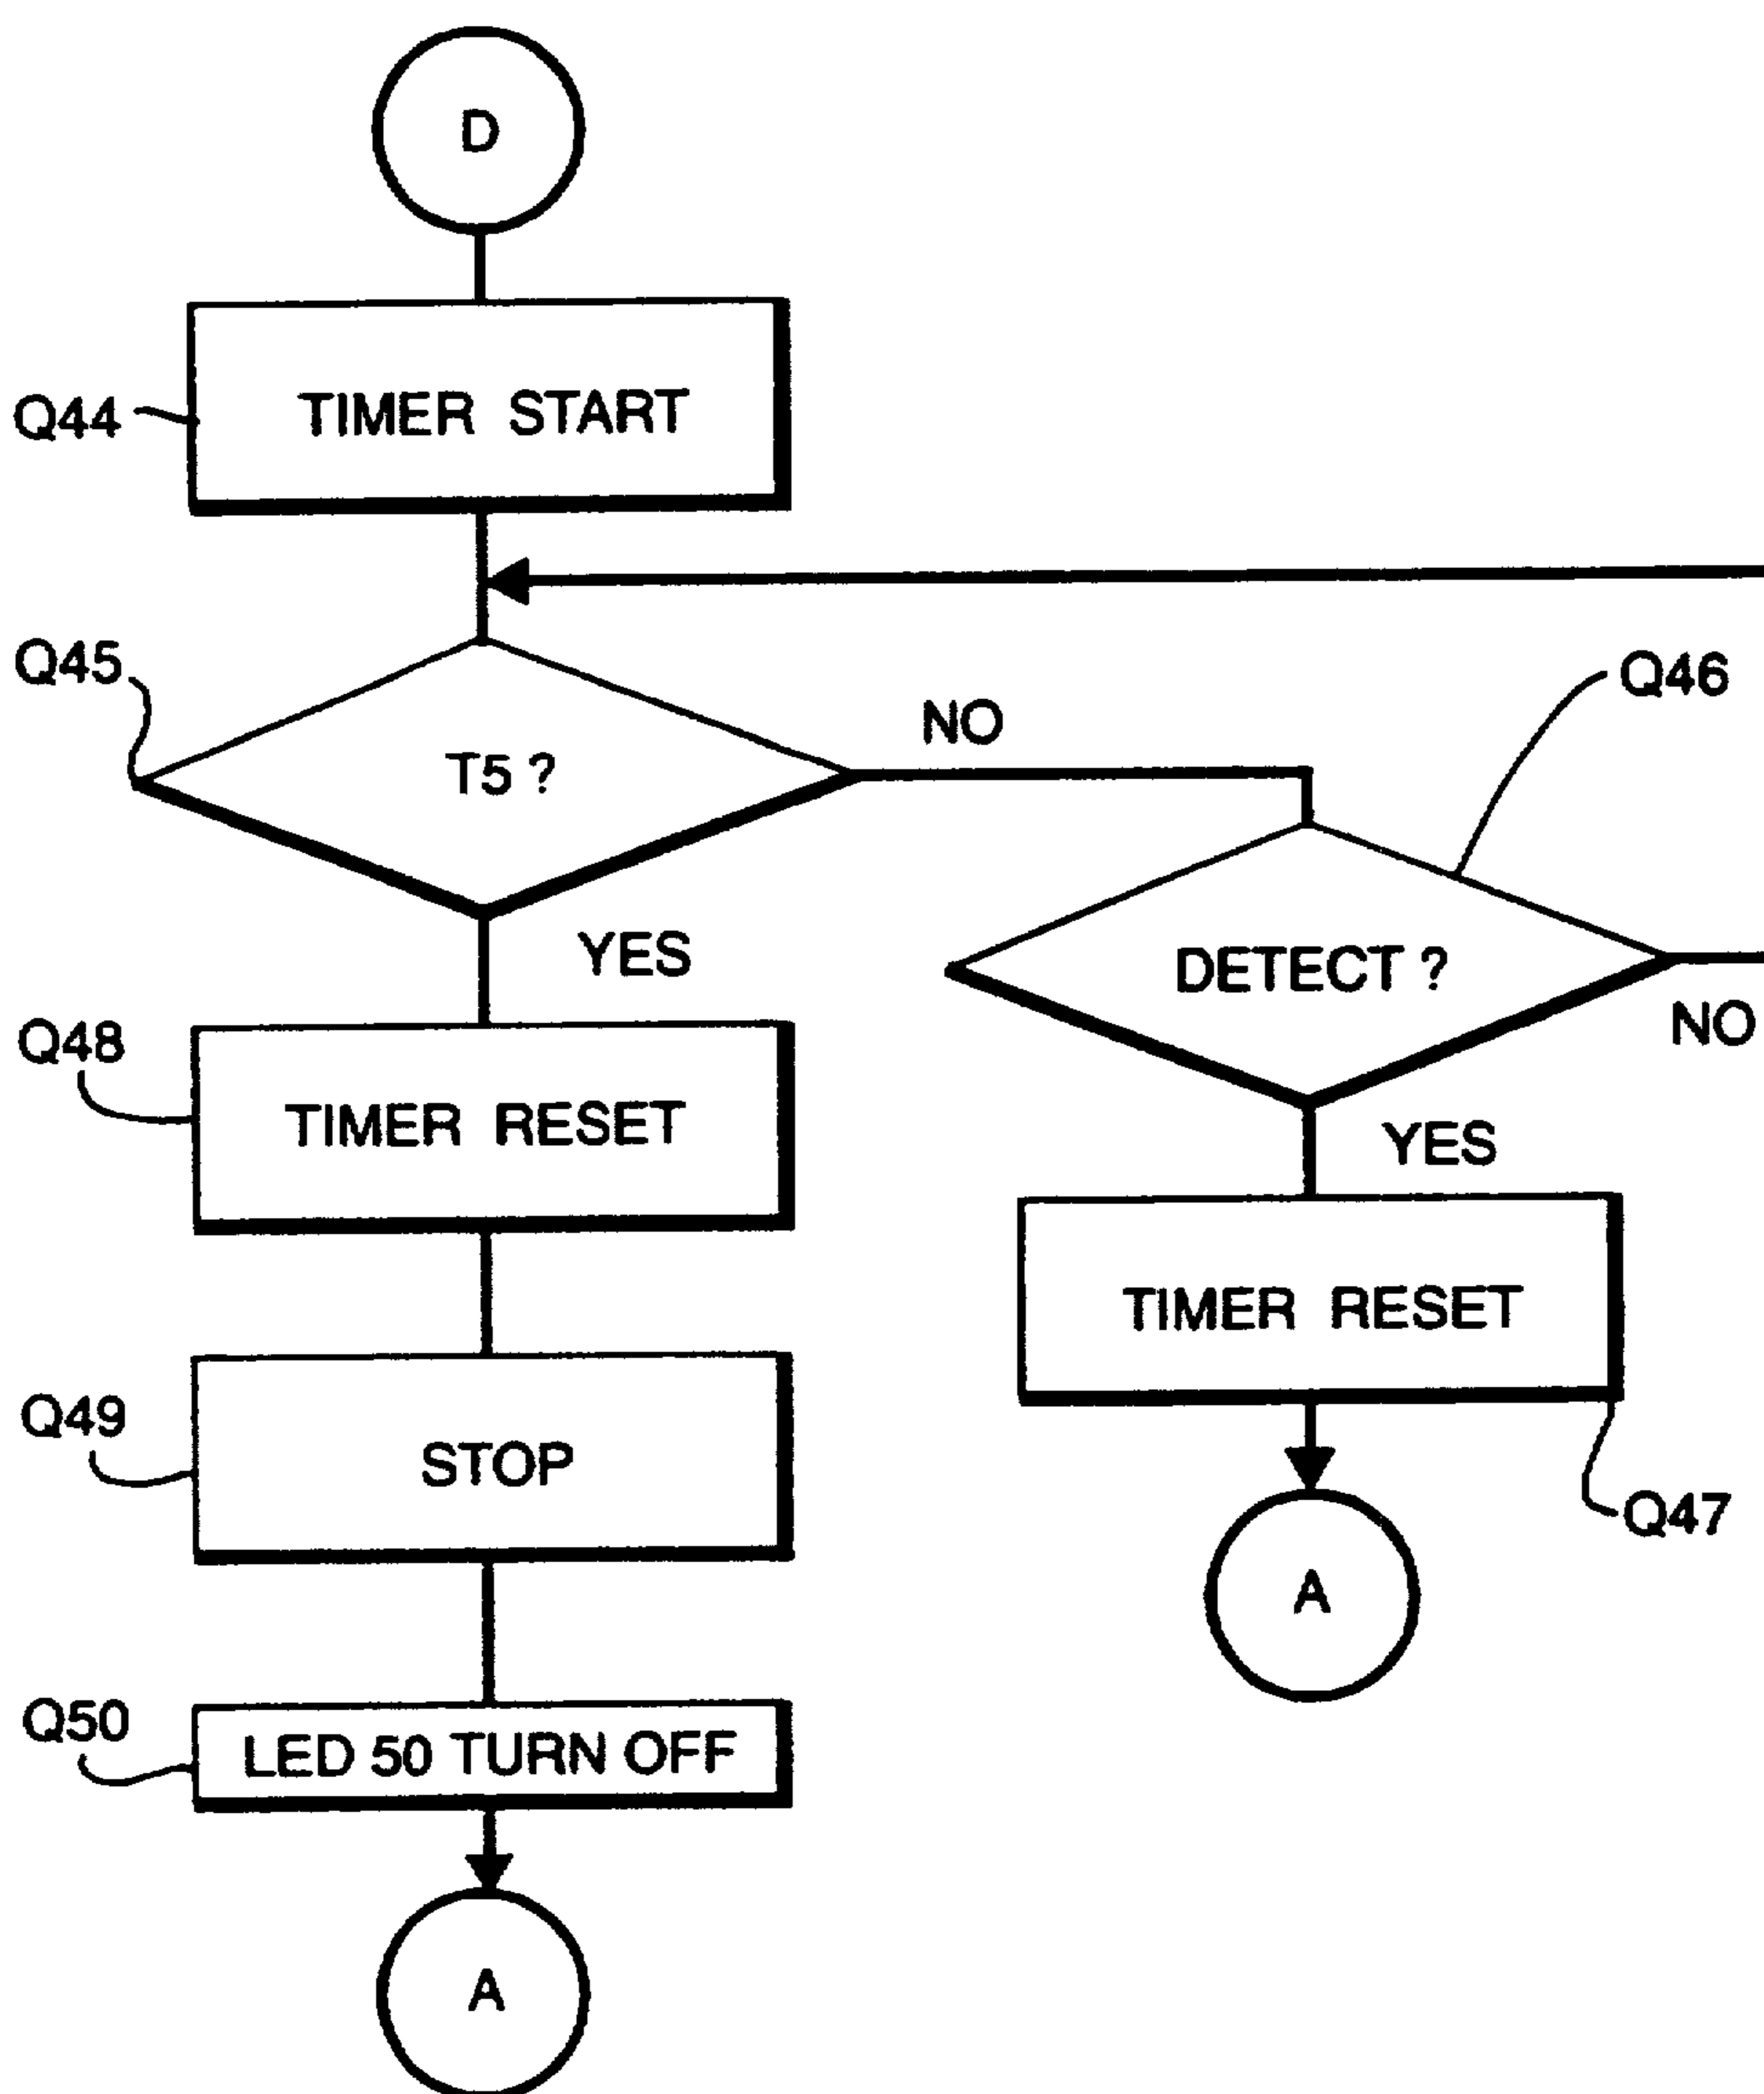 D
Q44
TIMER START
Q45
T5 ?
NO
Q46
DETECT ?
NO
YES
Q48
TIMER RESET
YES
TIMER RESET
Q47
Q49
STOP
A
Q50
LED 50 TURN OFF
A